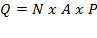 Q = N x A x P